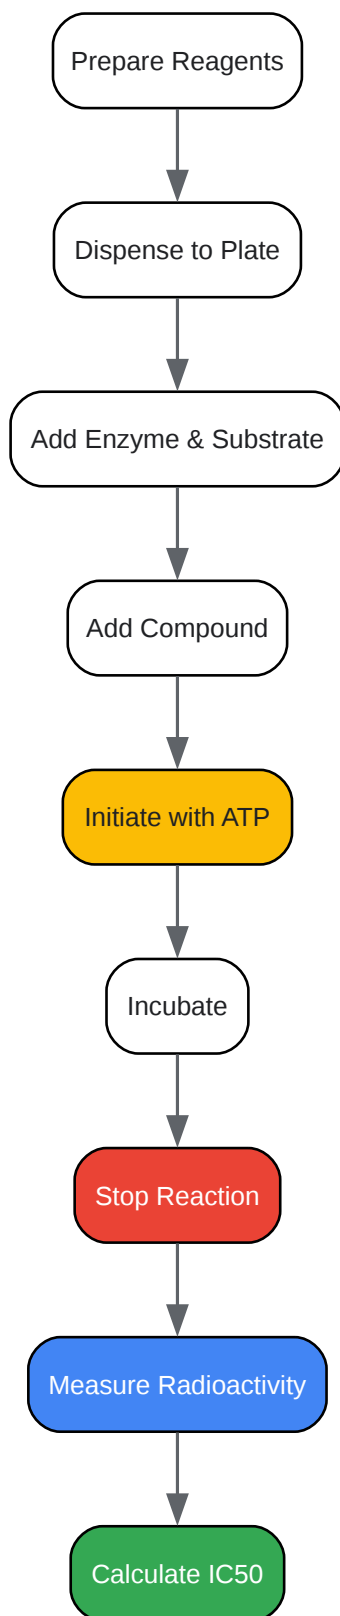 Prepare Reagents
Dispense to Plate
Add Enzyme & Substrate
Add Compound
Initiate with ATP
Incubate
Stop Reaction
Measure Radioactivity
Calculate IC50